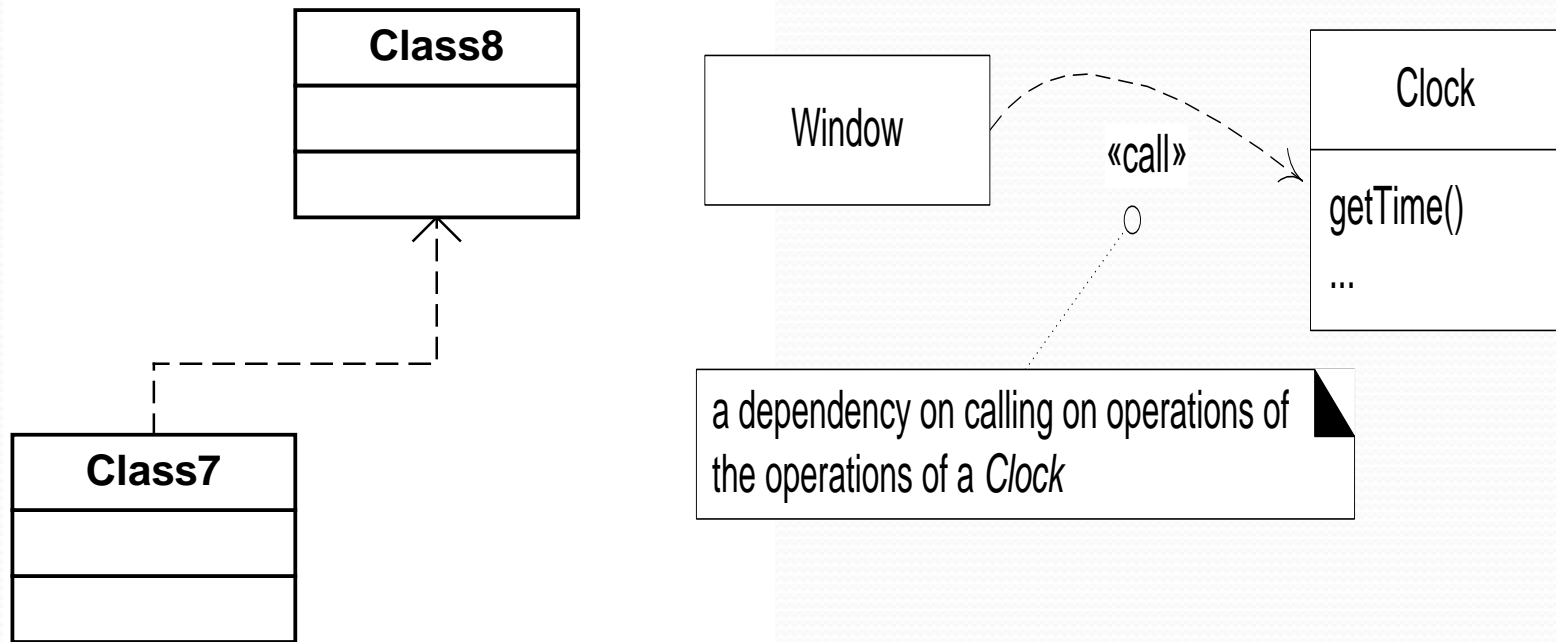 Class8
Class7
Window
«call»
Clock
getTime()
...
a dependency on calling on operations of
the operations of a Clock